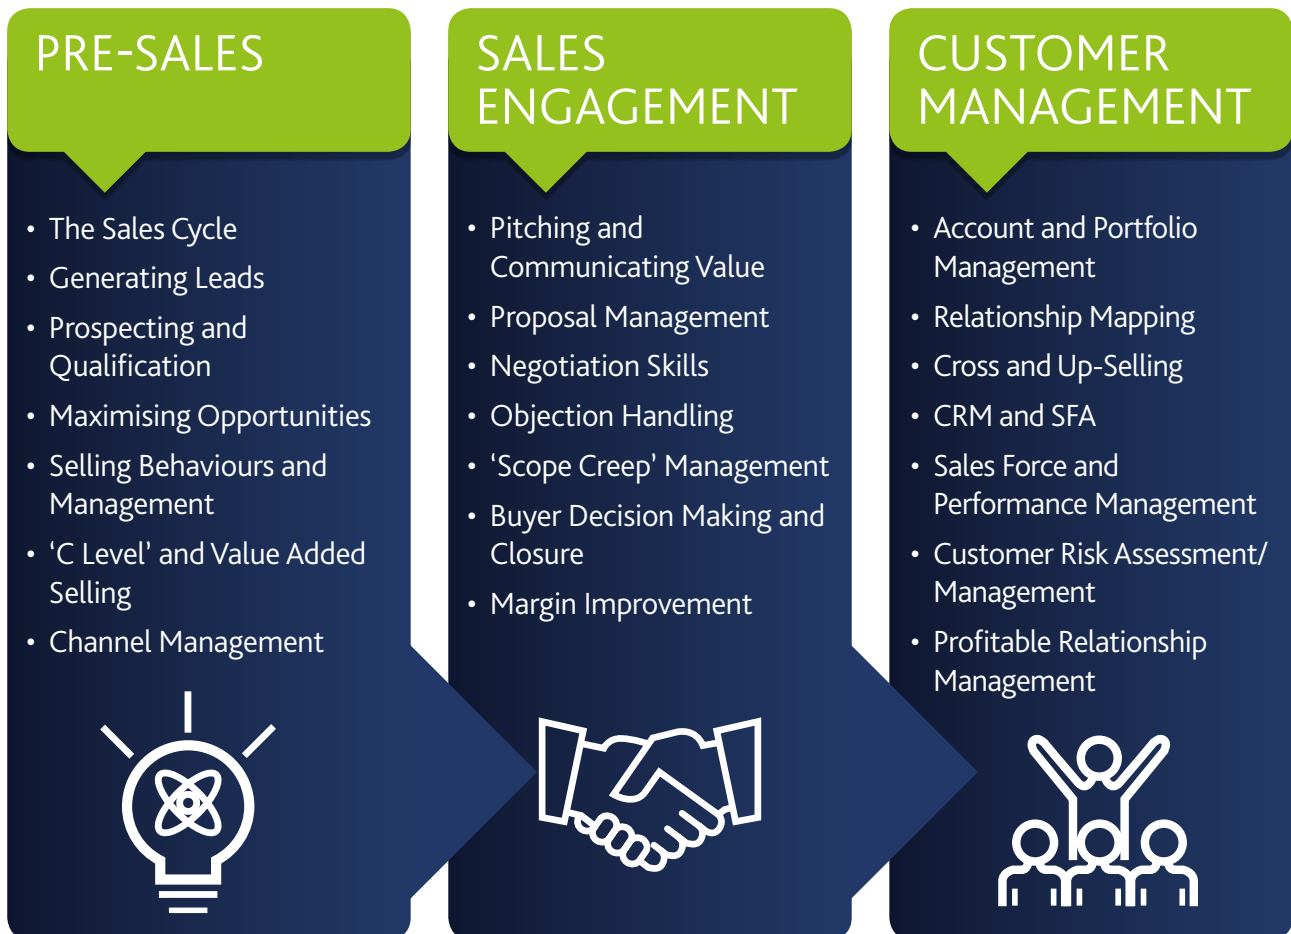 PRE-SALES
• The Sales Cycle
• Generating Leads
• Prospecting and
Qualification
• Maximising Opportunities
• Selling Behaviours and
Management
• ‘C Level’ and Value Added
Selling
• Channel Management
SALES
ENGAGEMENT
• Pitching and
Communicating Value
• Proposal Management
• Negotiation Skills
• Objection Handling
• ‘Scope Creep’ Management
• Buyer Decision Making and
Closure
• Margin Improvement
CUSTOMER
MANAGEMENT
• Account and Portfolio
Management
• Relationship Mapping
• Cross and Up-Selling
• CRM and SFA
• Sales Force and
Performance Management
• Customer Risk Assessment/
Management
• Profitable Relationship
Management